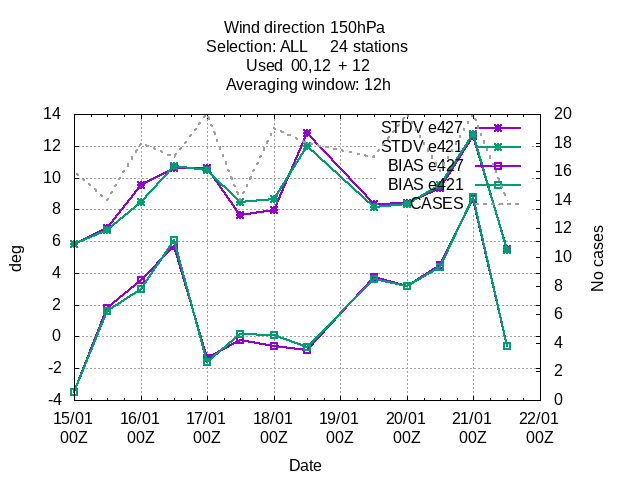 Wind direction 150hPa
Selection: ALL     24 stations
Used  00,12  + 12
Averaging window: 12h
14 20
STDV e427
18
12 STDV e421
16
10 BIAS e427
BIAS e421
14
8 CASES
12
6
10
deg No cases
4
8
2
6
0
4
-2
2
-4 0
15/01 16/01 17/01 18/01 19/01 20/01 21/01 22/01
00Z 00Z 00Z 00Z 00Z 00Z 00Z 00Z
Date